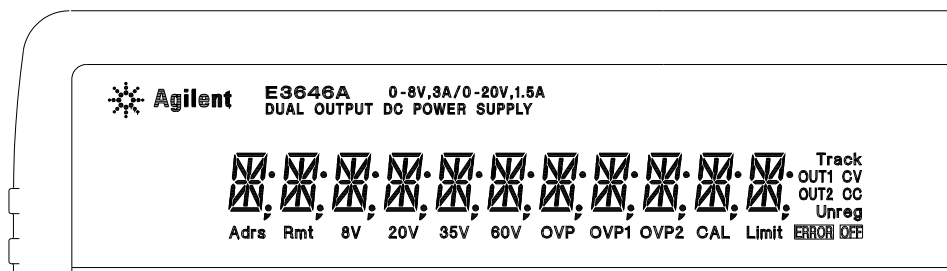 Agilent E3646A 0-8V,3A/0-20V,1.5A
DUAL OUTPUT DC POWER SUPPLY
Track
OUT1 CV
OUT2 CC
Unreg
Adrs Rmt 8V 20V 35V 60V OVP OVP1 OVP2 CAL Limit ERROR OFF